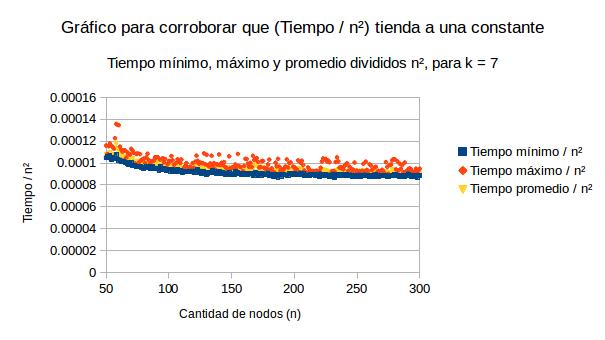 Gráfico para corroborar que (Tiempo / n²) tienda a una constante
Tiempo mínimo, máximo y promedio divididos n², para k = 7
0.00016
0.00014
0.00012
0.0001
0.00008
0.00006
0.00004
0.00002
0
Tiempo / n²
50 100 150 200 250 300
Cantidad de nodos (n)
Tiempo mínimo / n²
Tiempo máximo / n²
Tiempo promedio / n²